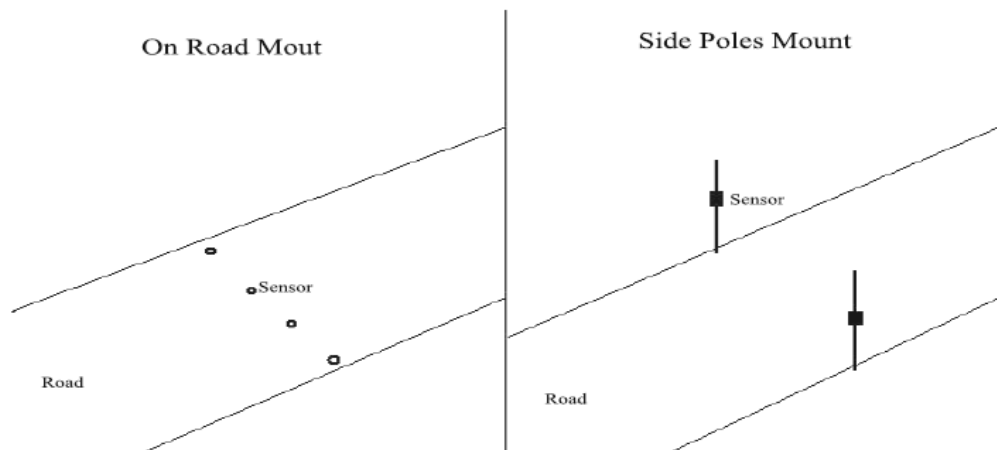 On Road Mout
Sensor
Road
Side Poles Mount
Sensor
Road